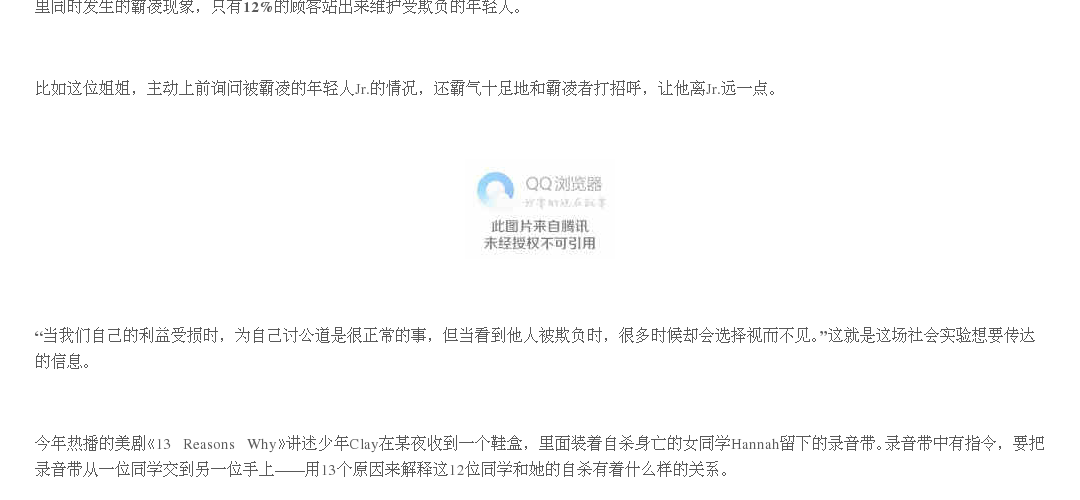 里同时发生的霸凌现象，只有12%的顾客站出来维护受欺负的年轻人。
比如这位姐姐，主动上前询问被霸凌的年轻人Jr.的情况，还霸气十足地和霸凌者打招呼，让他离Jr.远一点。
QQ浏览器
我要的现在就要
此图片来自腾讯
未经授权不可引用
“当我们自己的利益受损时，为自己讨公道是很正常的事，但当看到他人被欺负时，很多时候却会选择视而不见。”这就是这场社会实验想要传达
的信息。
今年热播的美剧《13 Reasons Why》讲述少年Clay在某夜收到一个鞋盒，里面装着自杀身亡的女同学Hannah留下的录音带。录音带中有指令，要把
录音带从一位同学交到另一位手上——用13个原因来解释这12位同学和她的自杀有着什么样的关系。